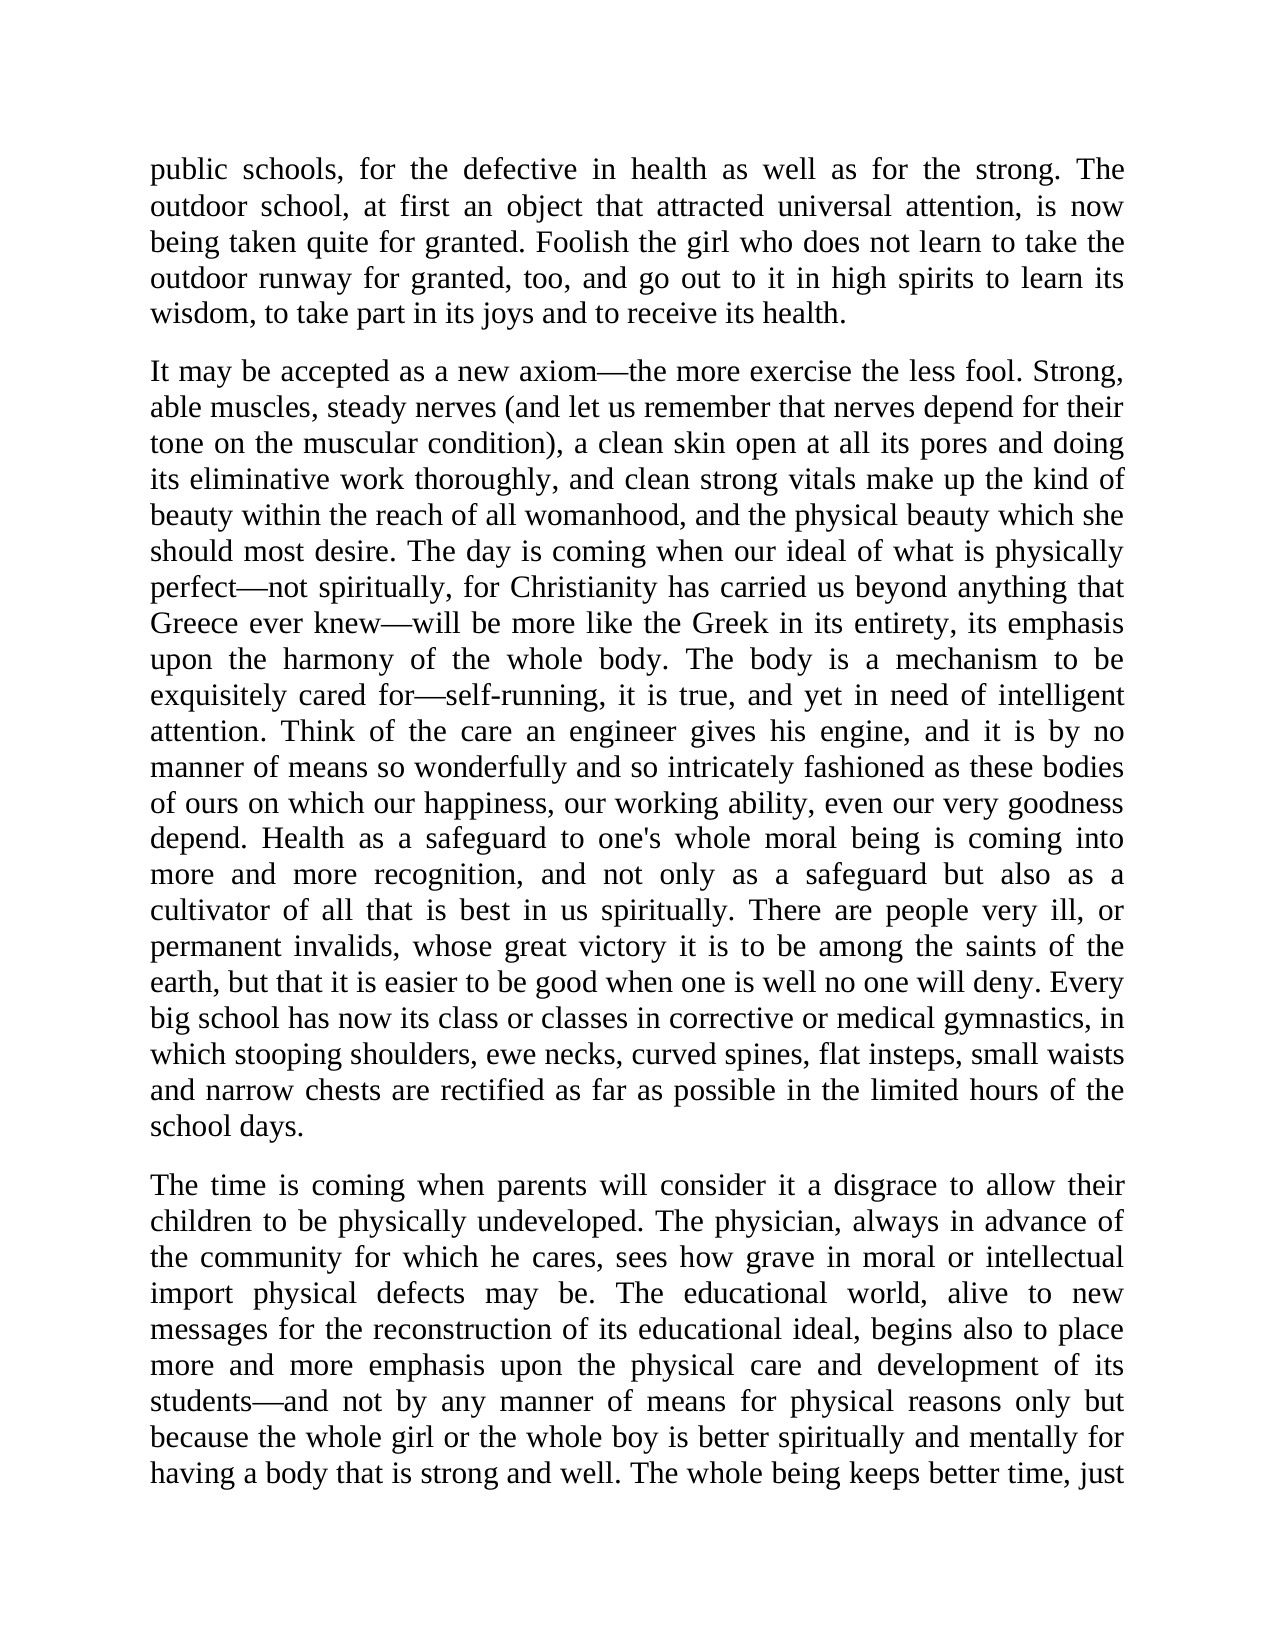 public schools, for the defective in health as well as for the strong. The
outdoor school, at first an object that attracted universal attention, is now
being taken quite for granted. Foolish the girl who does not learn to take the
outdoor runway for granted, too, and go out to it in high spirits to learn its
wisdom, to take part in its joys and to receive its health.
It may be accepted as a new axiom—the more exercise the less fool. Strong,
able muscles, steady nerves (and let us remember that nerves depend for their
tone on the muscular condition), a clean skin open at all its pores and doing
its eliminative work thoroughly, and clean strong vitals make up the kind of
beauty within the reach of all womanhood, and the physical beauty which she
should most desire. The day is coming when our ideal of what is physically
perfect—not spiritually, for Christianity has carried us beyond anything that
Greece ever knew—will be more like the Greek in its entirety, its emphasis
upon the harmony of the whole body. The body is a mechanism to be
exquisitely cared for—self-running, it is true, and yet in need of intelligent
attention. Think of the care an engineer gives his engine, and it is by no
manner of means so wonderfully and so intricately fashioned as these bodies
of ours on which our happiness, our working ability, even our very goodness
depend. Health as a safeguard to one's whole moral being is coming into
more and more recognition, and not only as a safeguard but also as a
cultivator of all that is best in us spiritually. There are people very ill, or
permanent invalids, whose great victory it is to be among the saints of the
earth, but that it is easier to be good when one is well no one will deny. Every
big school has now its class or classes in corrective or medical gymnastics, in
which stooping shoulders, ewe necks, curved spines, flat insteps, small waists
and narrow chests are rectified as far as possible in the limited hours of the
school days.
The time is coming when parents will consider it a disgrace to allow their
children to be physically undeveloped. The physician, always in advance of
the community for which he cares, sees how grave in moral or intellectual
import physical defects may be. The educational world, alive to new
messages for the reconstruction of its educational ideal, begins also to place
more and more emphasis upon the physical care and development of its
students—and not by any manner of means for physical reasons only but
because the whole girl or the whole boy is better spiritually and mentally for
having a body that is strong and well. The whole being keeps better time, just